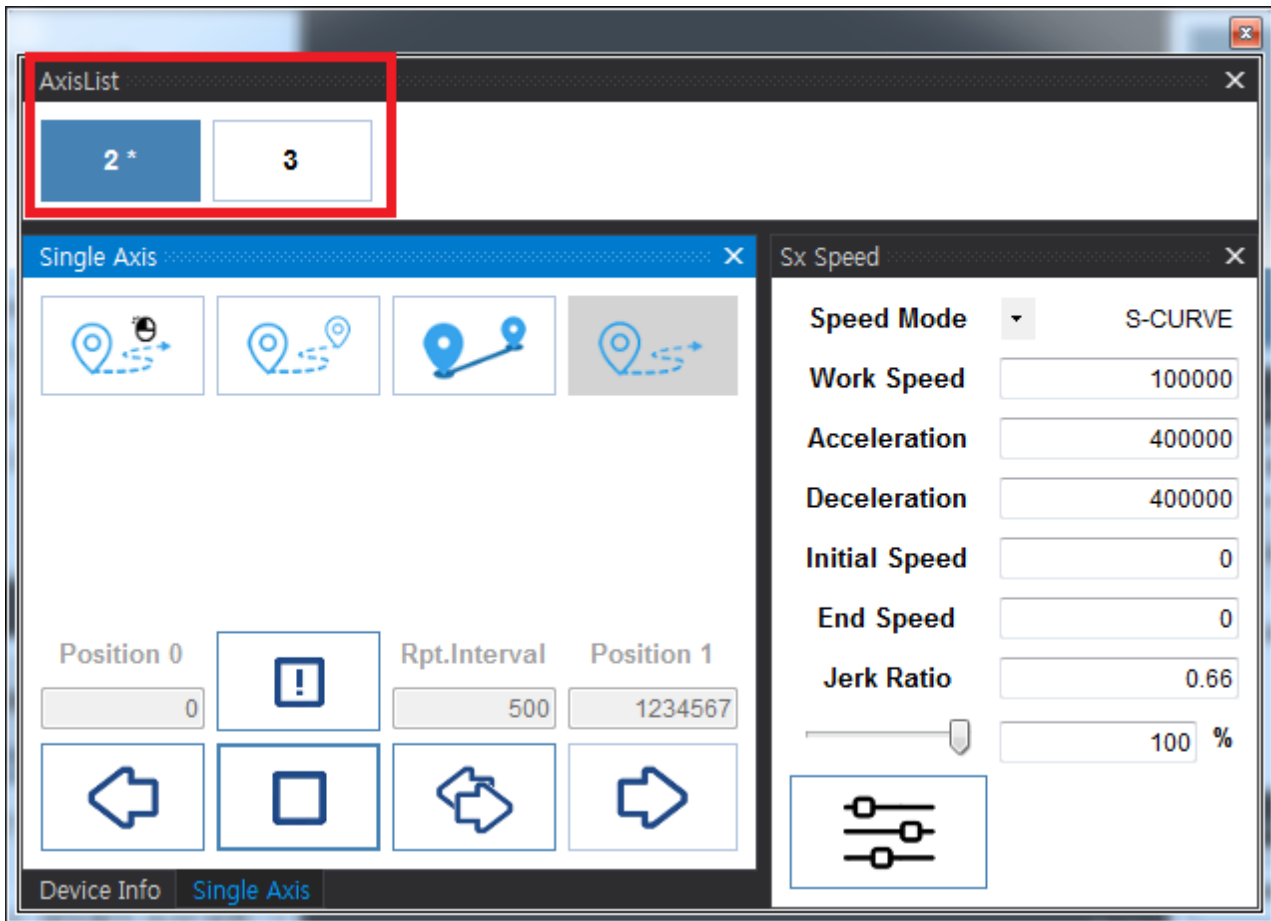 AxisList
2 *
3
Single Axis
Position 0
Rpt.Interval
Position 1
0
500
1234567
Device Info
Single Axis
Sx Speed
Speed Mode
S-CURVE
Work Speed
100000
Acceleration
400000
Deceleration
400000
Initial Speed
0
End Speed
0
Jerk Ratio
0.66
100 %